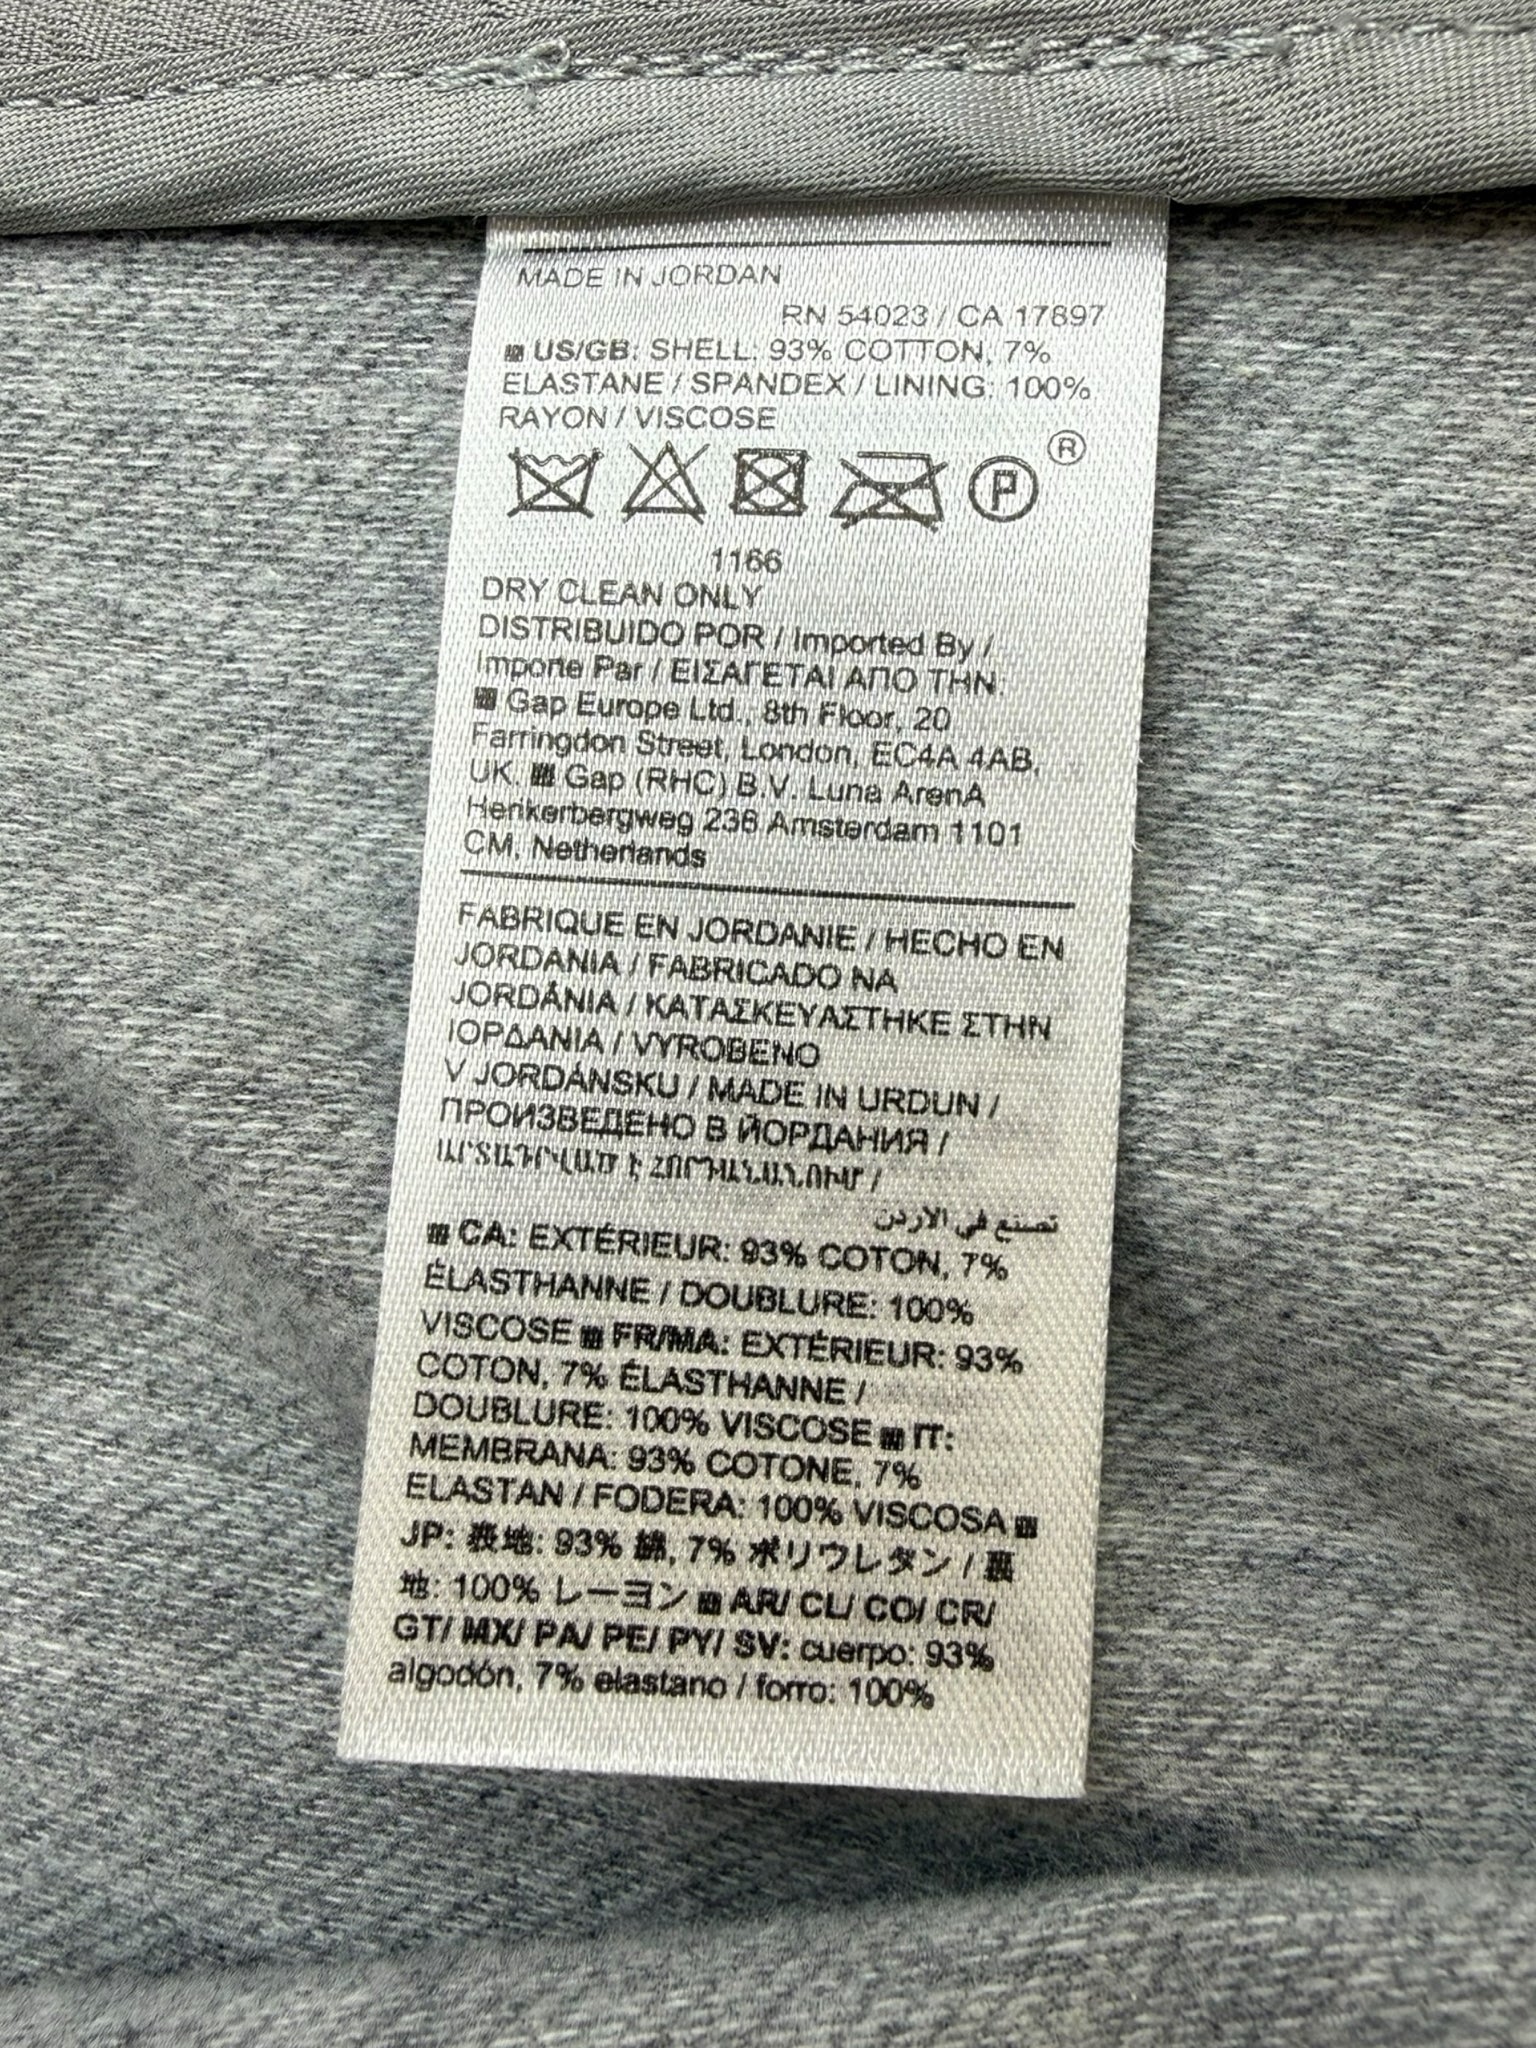 MADE IN JORDAN
RN 54023 / CA 17897
US/GB: SHELL: 93% COTTON, 7%
ELASTANE / SPANDEX / LINING: 100%
RAYON / VISCOSE
P ®
1166
DRY CLEAN ONLY
DISTRIBUIDO POR / Imported By /
Importe Par / ΕΙΣΑΓΕΤΑΙ ΑΠΟ ΤΗΝ:
Gap Europe Ltd., 8th Floor, 20
Farringdon Street, London, EC4A 4AB,
UK. Gap (RHC) B.V. Luna ArenA
Herikerbergweg 238 Amsterdam 1101
CM, Netherlands
FABRIQUE EN JORDANIE / HECHO EN
JORDANIA / FABRICADO NA
JORDÁNIA / ΚΑΤΑΣΚΕΥΑΣΤΗΚΕ ΣΤΗΝ
ΙΟΡΔΑΝΙΑ / VYROBENO
V JORDÁNSKU / MADE IN URDUN /
ПРОИЗВЕДЕНО В ЙОРДАНИЯ /
ԱՐՏԱԴՐՎԱԾ Է ՀՈՐԴԱՆԱՆՈՒՄ /
تصنع في الاردن
CA: EXTÉRIEUR: 93% COTON, 7%
ÉLASTHANNE / DOUBLURE: 100%
VISCOSE FR/MA: EXTÉRIEUR: 93%
COTON, 7% ÉLASTHANNE /
DOUBLURE: 100% VISCOSE IT:
MEMBRANA: 93% COTONE, 7%
ELASTAN / FODERA: 100% VISCOSA
JP: 表地: 93% 綿, 7% ポリウレタン / 裏
地: 100% レーヨン AR/ CL/ CO/ CR/
GT/ MX/ PA/ PE/ PY/ SV: cuerpo: 93%
algodón, 7% elastano / forro: 100%